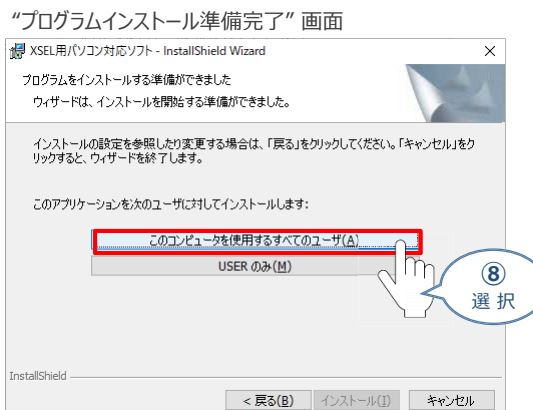 “プログラムインストール準備完了” 画面
XSEL用パソコン対応ソフト - InstallShield Wizard
プログラムをインストールする準備ができました
ウィザードは、インストールを開始する準備ができました。
インストールの設定を参照したり変更する場合は、「戻る」をクリックしてください。「キャンセル」をク
リックすると、ウィザードを終了します。
このアプリケーションを次のユーザに対してインストールします:
このコンピュータを使用するすべてのユーザ(A)
USER のみ(M)
⑧
選 択
InstallShield
< 戻る(B) インストール(I) キャンセル